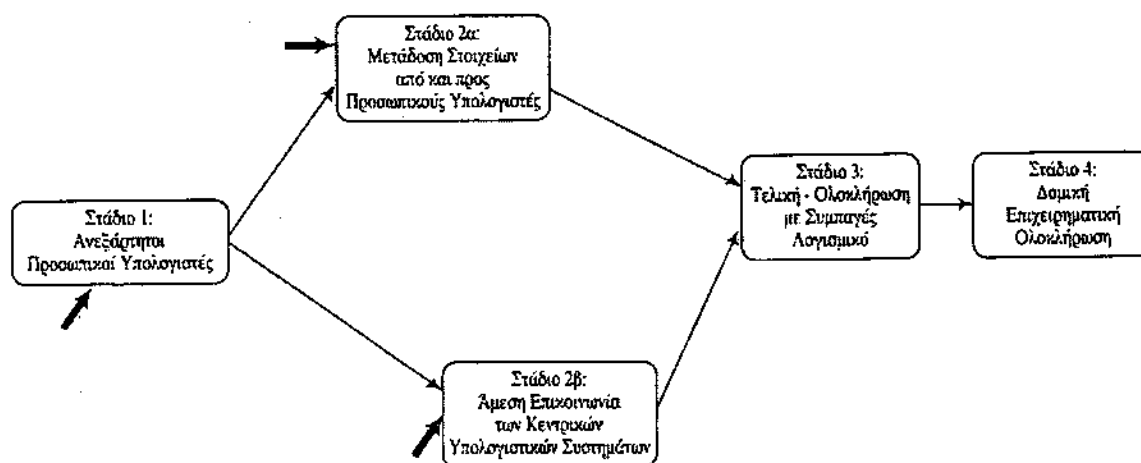 Στάδιο 2α:
Μετάδοση Στοιχείων
από και προς
Προσωπικούς Υπολογιστές
Στάδιο 1:
Ανεξάρτητοι
Προσωπικοί Υπολογιστές
Στάδιο 2β:
Άμεση Επικοινωνία
των Κεντρικών
Υπολογιστικών Συστημάτων
Στάδιο 3:
Τελική - Ολοκλήρωση
με Συμπαγές
Λογισμικό
Στάδιο 4:
Δομική
Επιχειρηματική
Ολοκλήρωση